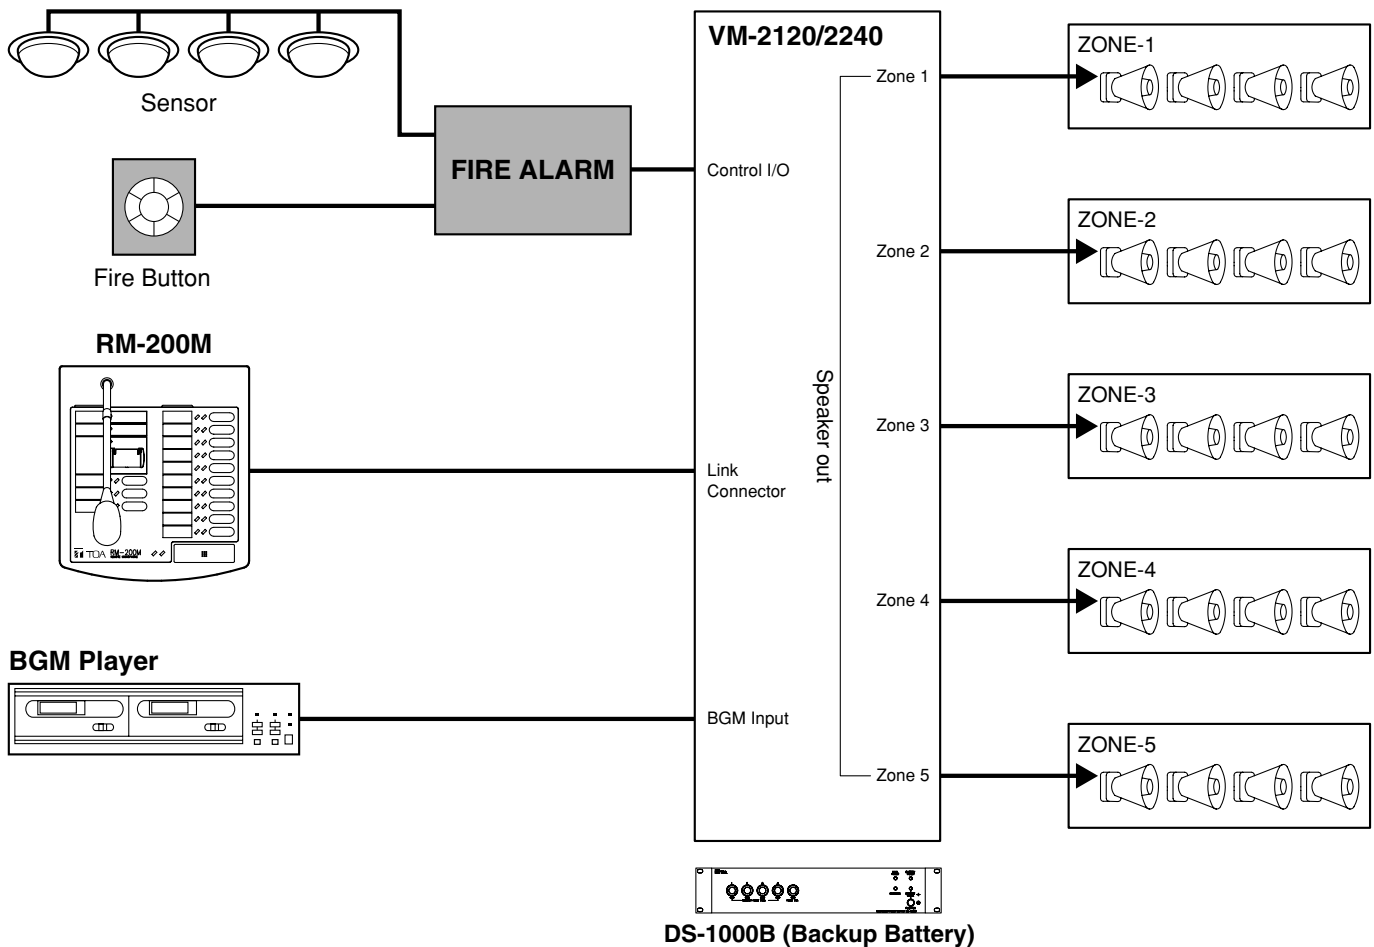 VM-2120/2240
Sensor
FIRE ALARM
Control I/O
Fire Button
RM-200M
TOA RM-200M
Link
Connector
BGM Player
BGM Input
Speaker out
Zone 1
Zone 2
Zone 3
Zone 4
Zone 5
ZONE-1
ZONE-2
ZONE-3
ZONE-4
ZONE-5
DS-1000B (Backup Battery)